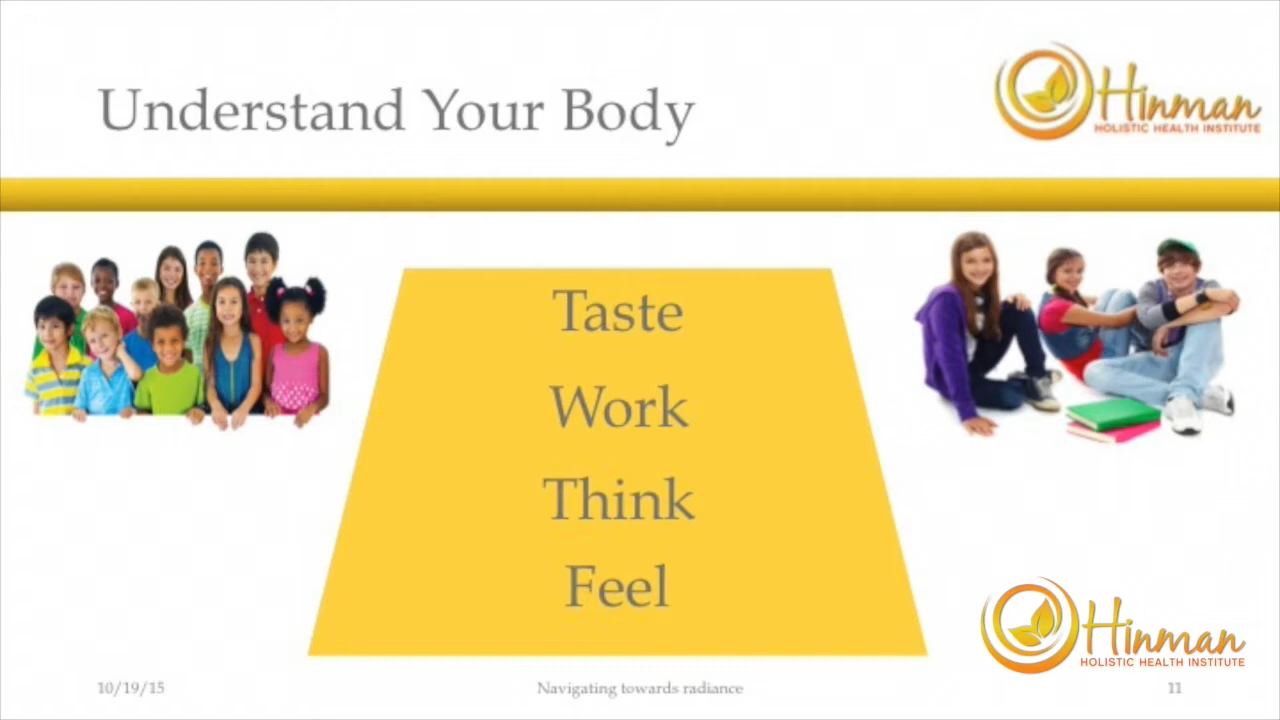 Understand Your Body
Hinman
HOLISTIC HEALTH INSTITUTE
Taste
Work
Think
Feel
Hinman
HOLISTIC HEALTH INSTITUTE
10/19/15
Navigating towards radiance
11